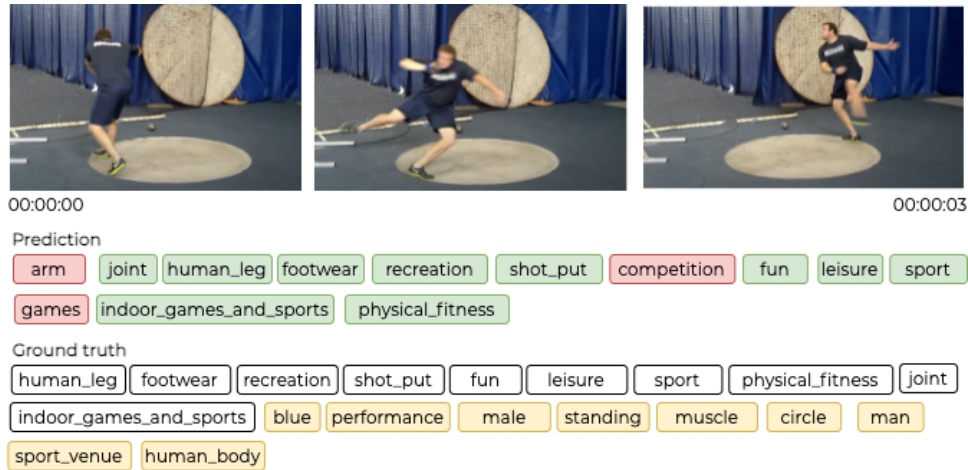 00:00:00 00:00:03
Prediction
arm joint human_leg footwear recreation shot_put competition fun leisure sport
games indoor_games_and_sports physical_fitness
Ground truth
human_leg footwear recreation shot_put fun leisure sport physical_fitness joint
indoor_games_and_sports blue performance male standing muscle circle man
sport_venue human_body